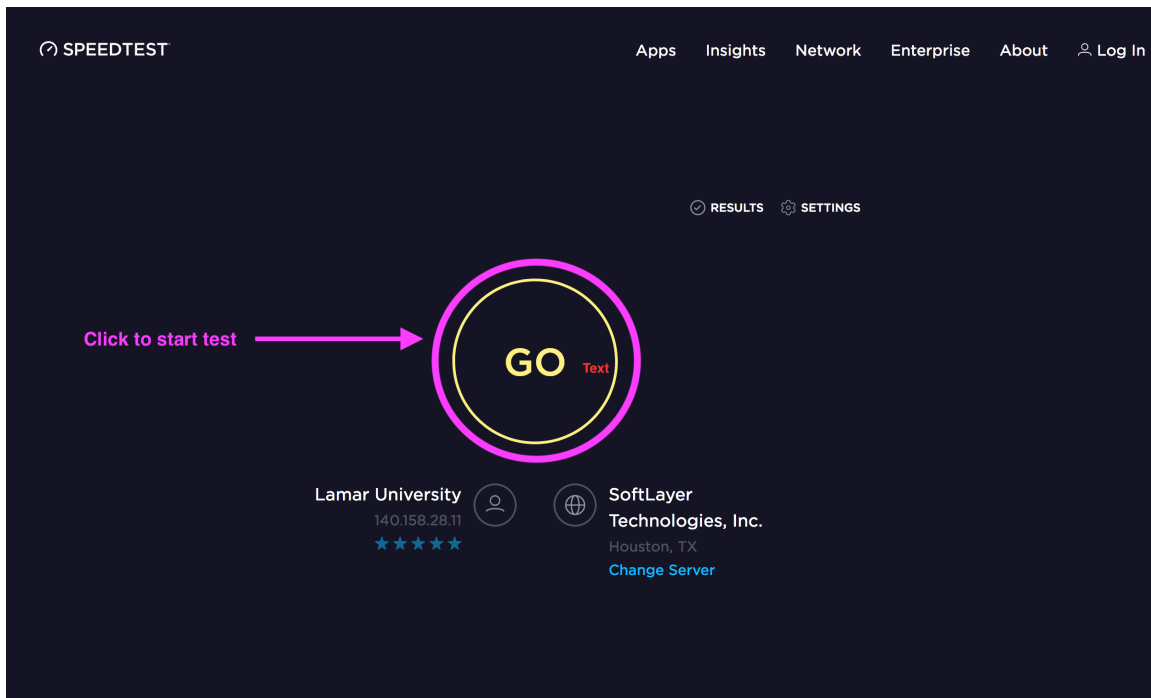 SPEEDTEST
Apps Insights Network Enterprise About Log In
RESULTS SETTINGS
Click to start test
GO Text
Lamar University
140.158.28.11
SoftLayer
Technologies, Inc.
Houston, TX
Change Server